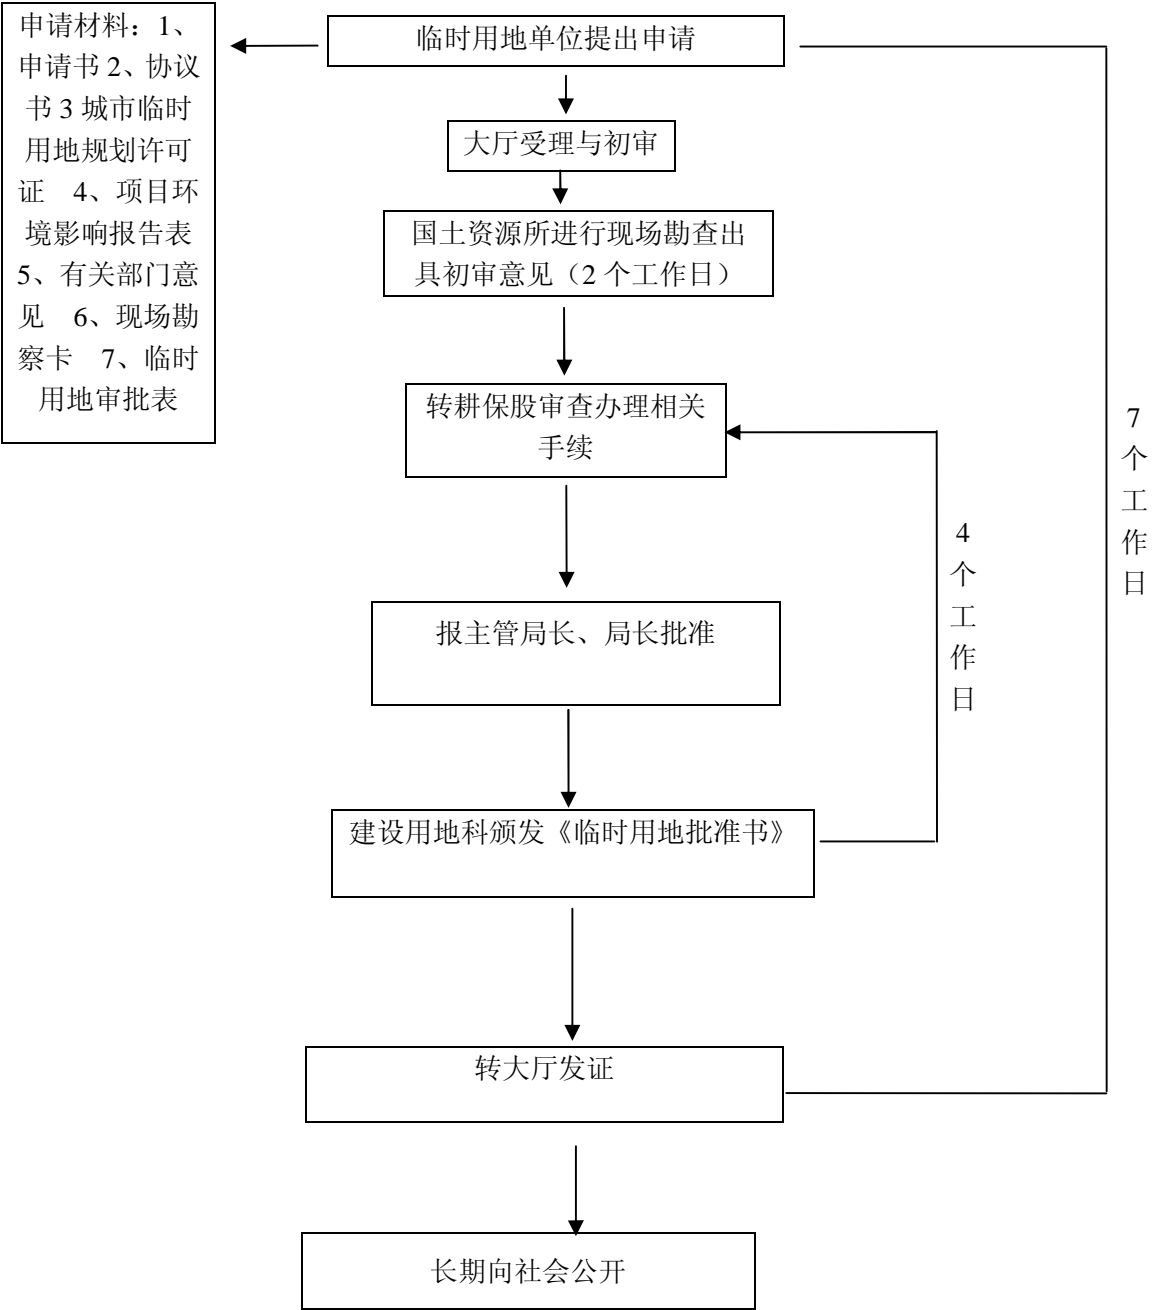 申请材料：1、
申请书 2、协议
书 3 城市临时
用地规划许可
证　4、项目环
境影响报告表
5、有关部门意
见　6、现场勘
察卡　7、临时
用地审批表
临时用地单位提出申请
大厅受理与初审
国土资源所进行现场勘查出
具初审意见（2 个工作日）
转耕保股审查办理相关
手续
报主管局长、局长批准
建设用地科颁发《临时用地批准书》
转大厅发证
长期向社会公开
4
个
工
作
日
7
个
工
作
日